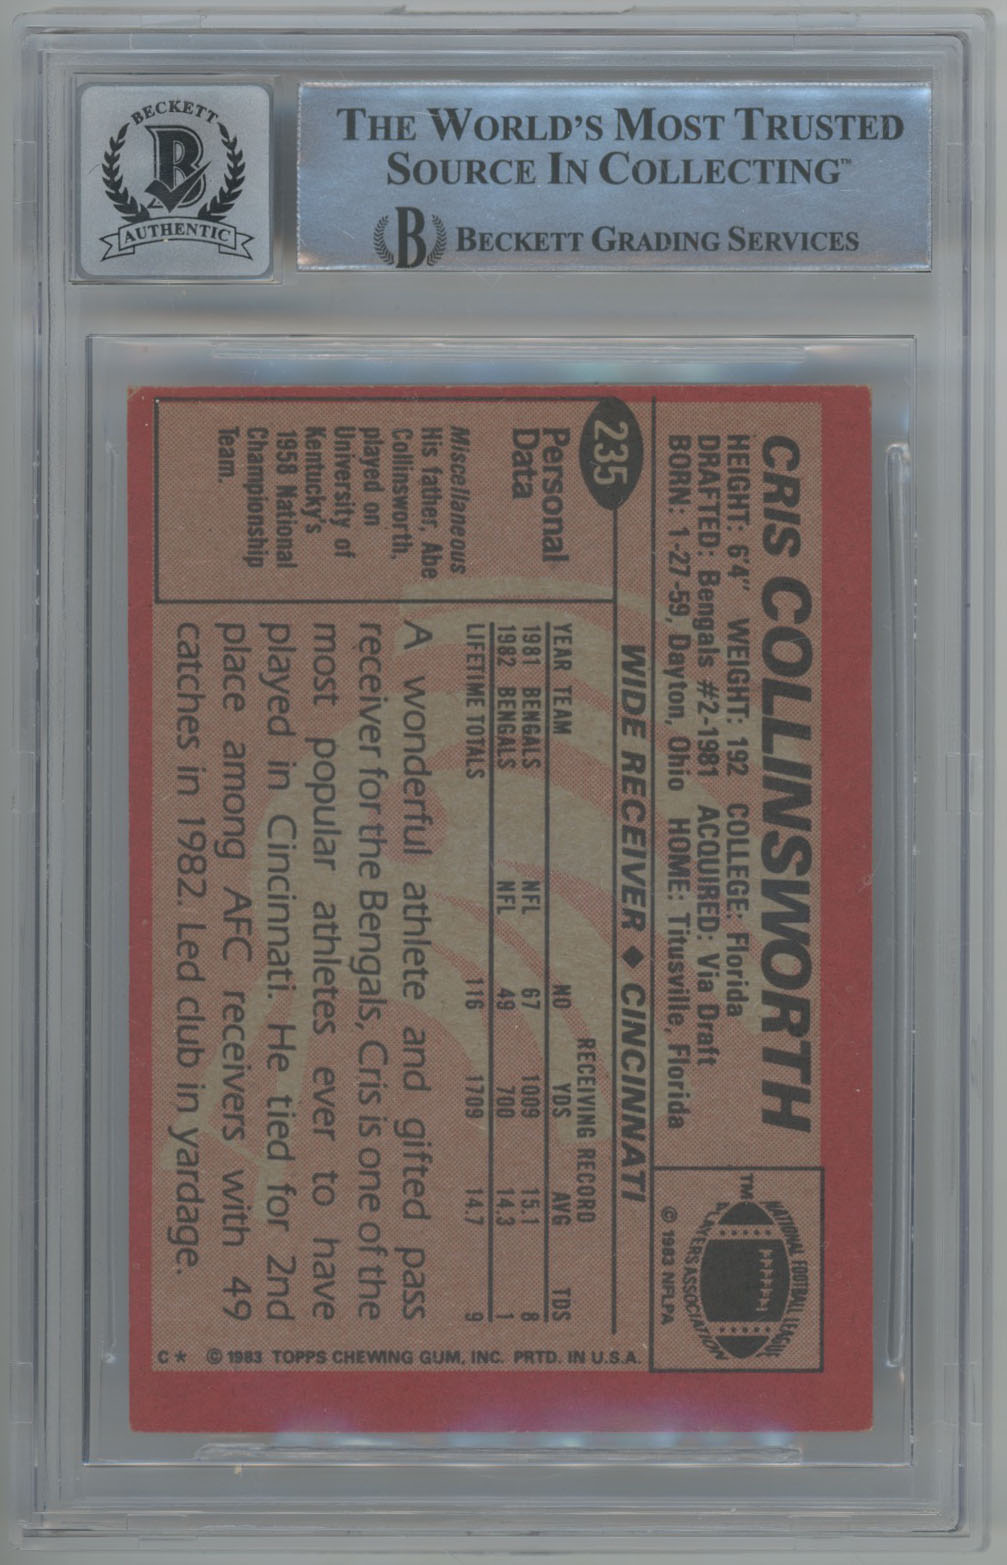 BECKETT
B
AUTHENTIC
THE WORLD'S MOST TRUSTED
SOURCE IN COLLECTING™
B BECKETT GRADING SERVICES
CRIS COLLINSWORTH
HEIGHT: 6'4" WEIGHT: 192 COLLEGE: Florida
DRAFTED: Bengals #2-1981 ACQUIRED: Via Draft
BORN: 1-27-59, Dayton, Ohio HOME: Titusville, Florida
NATIONAL FOOTBALL LEAGUE
PLAYERS ASSOCIATION
TM
© 1983 NFLPA
235
WIDE RECEIVER ♦ CINCINNATI
Personal
Data
Miscellaneous
His father, Abe
Collinsworth,
played on
University of
Kentucky's
1958 National
Championship
Team.
RECEIVING RECORD
YEAR TEAM NO YDS AVG TDS
1981 BENGALS NFL 67 1009 15.1 8
1982 BENGALS NFL 49 700 14.3 1
LIFETIME TOTALS 116 1709 14.7 9
A wonderful athlete and gifted pass
receiver for the Bengals, Cris is one of the
most popular athletes ever to have
played in Cincinnati. He tied for 2nd
place among AFC receivers with 49
catches in 1982. Led club in yardage.
C* © 1983 TOPPS CHEWING GUM, INC. PRTD. IN U.S.A.